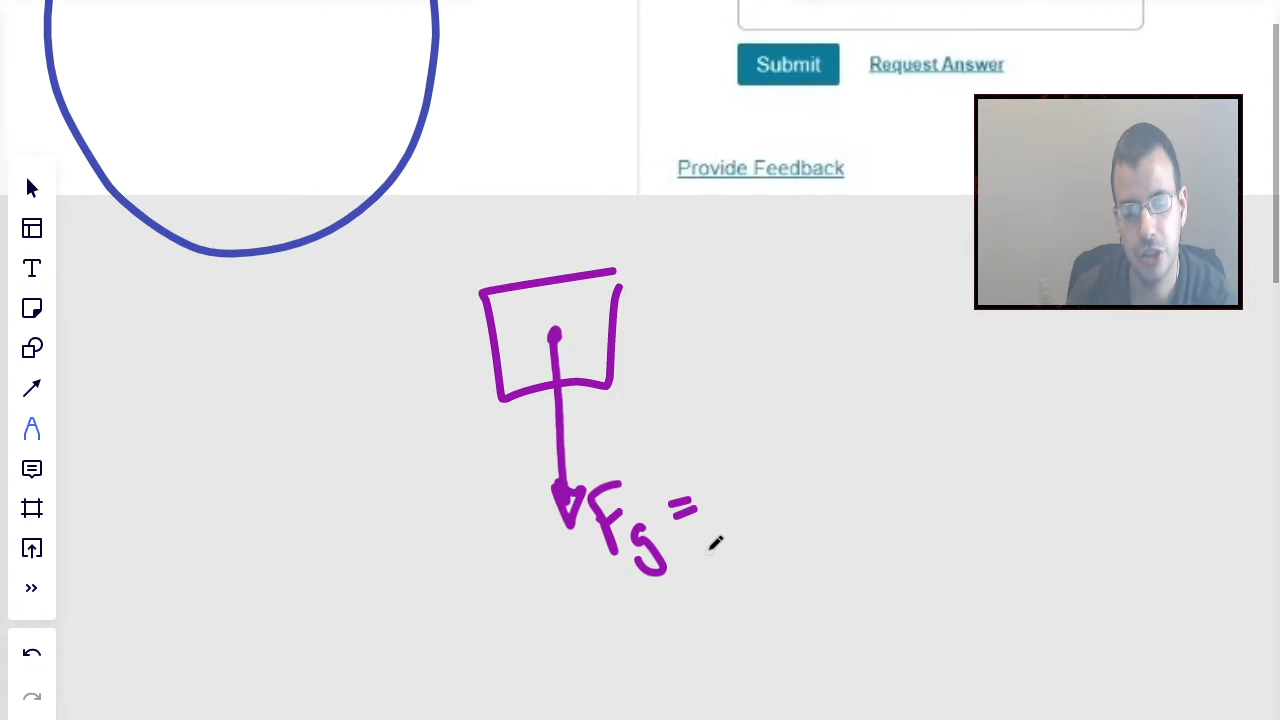 Submit Request Answer
Provide Feedback
T
Fg =